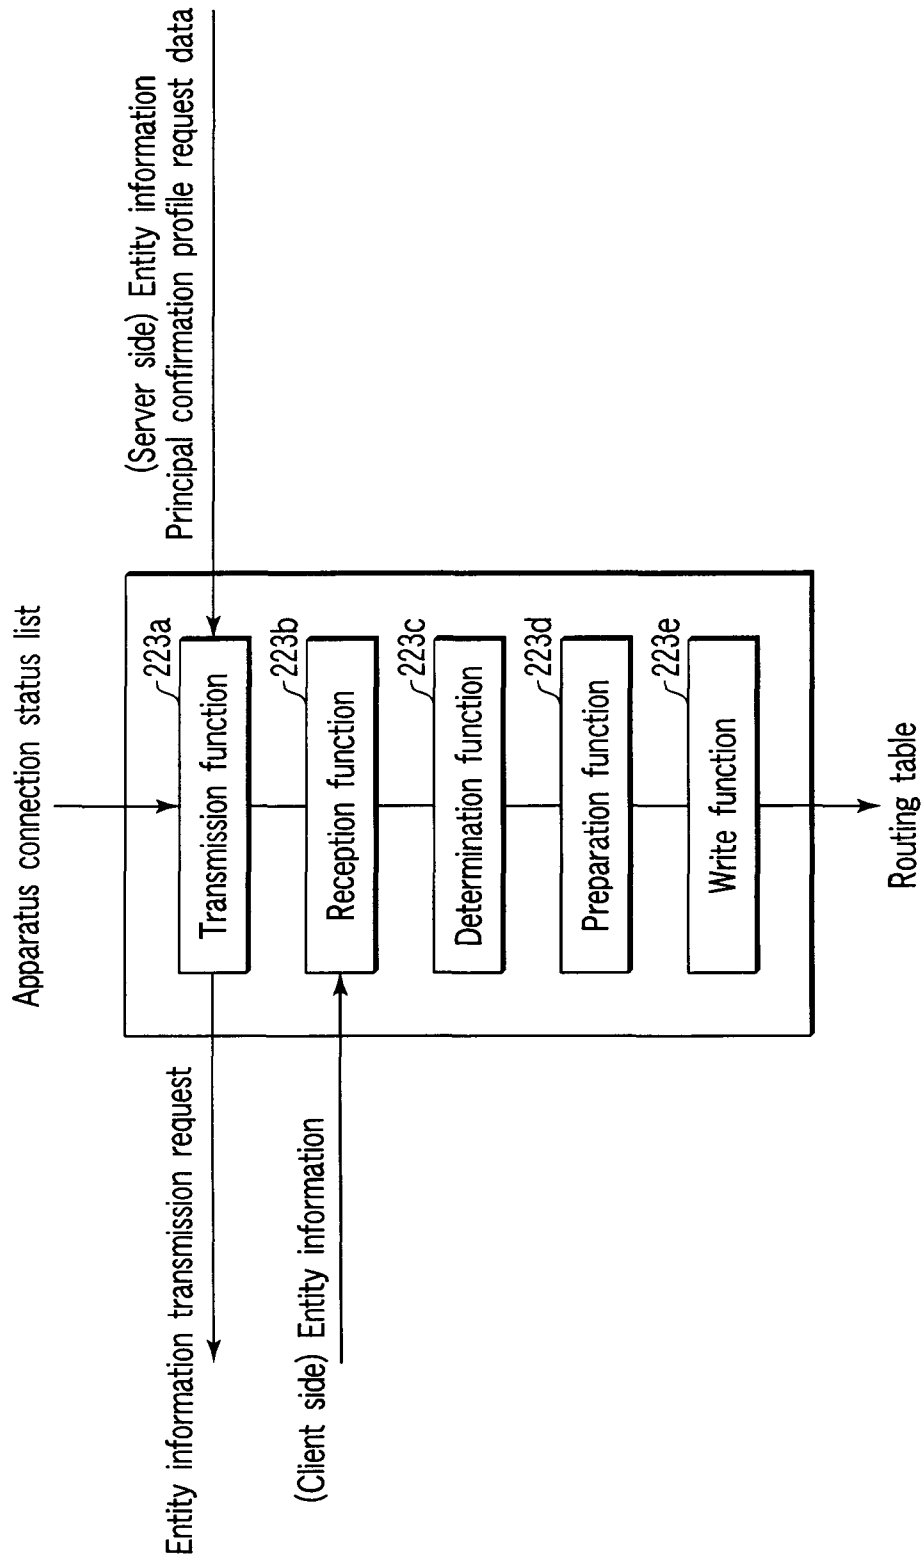 Apparatus connection status list
(Server side) Entity information
Principal confirmation profile request data
Entity information transmission request
223a
Transmission function
(Client side) Entity information
223b
Reception function
223c
Determination function
223d
Preparation function
223e
Write function
Routing table